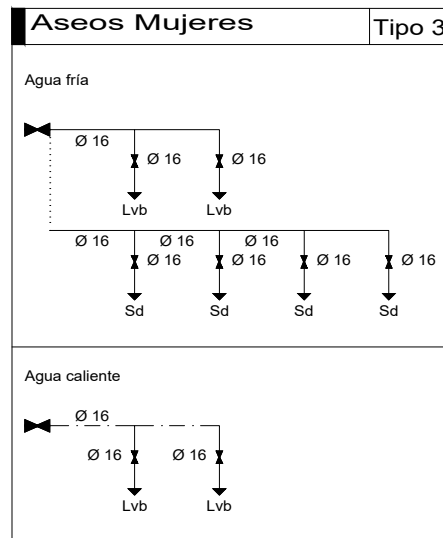 Aseos Mujeres Tipo 3
Agua fría
Ø 16
Ø 16 Ø 16
Lvb Lvb
Ø 16 Ø 16 Ø 16
Ø 16 Ø 16 Ø 16 Ø 16
Sd Sd Sd Sd
Agua caliente
Ø 16
Ø 16 Ø 16
Lvb Lvb